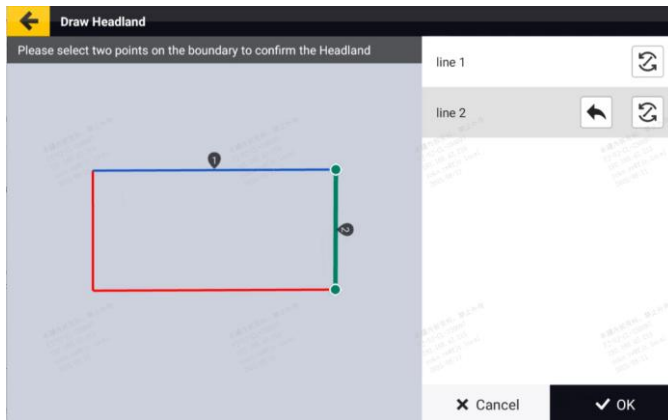 Draw Headland
Please select two points on the boundary to confirm the Headland
line 1
line 2
1
2
Cancel
OK